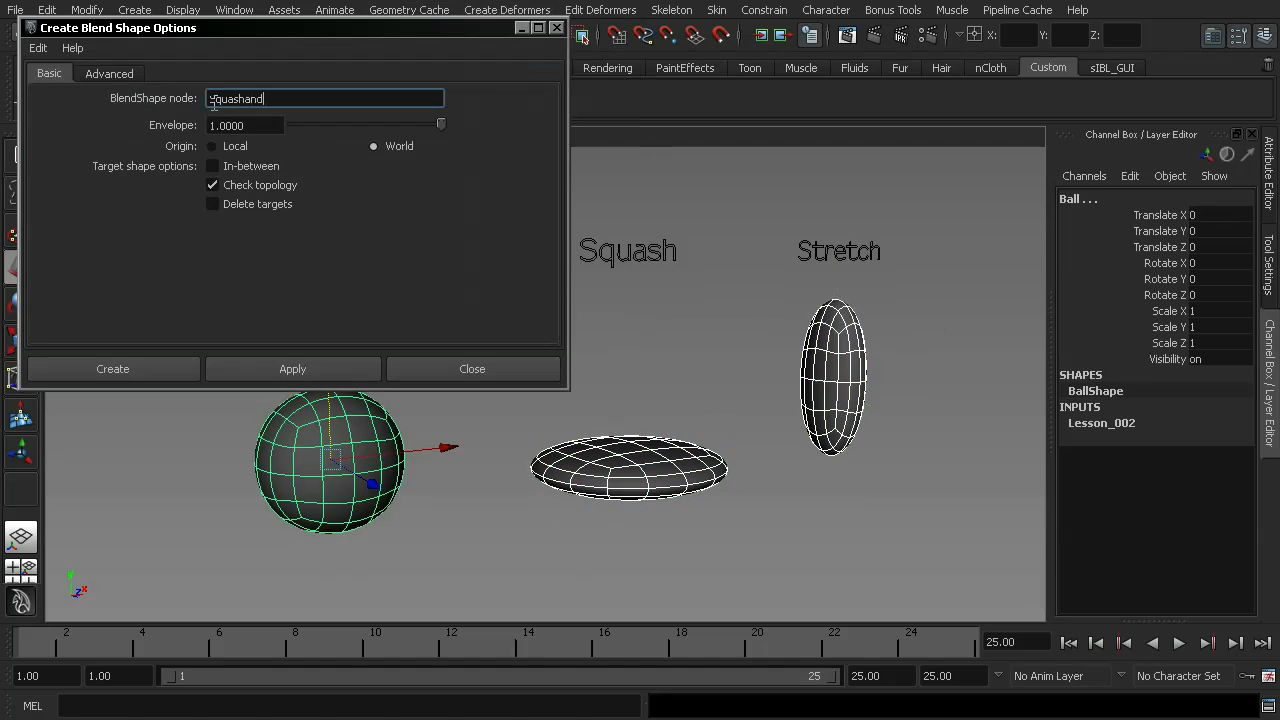 File Edit Modify Create Display Window Assets Animate Geometry Cache Create Deformers Edit Deformers Skeleton Skin Constrain Character Bonus Tools Muscle Pipeline Cache Help
Create Blend Shape Options
Edit Help
X: Y: Z:
Rendering PaintEffects Toon Muscle Fluids Fur Hair nCloth Custom sIBL_GUI
Basic Advanced
BlendShape node: squashand
Envelope: 1.0000
Origin: Local World
Target shape options: In-between
Check topology
Delete targets
Create Apply Close
Squash Stretch
Channel Box / Layer Editor
Channels Edit Object Show
Ball . . .
Translate X 0
Translate Y 0
Translate Z 0
Rotate X 0
Rotate Y 0
Rotate Z 0
Scale X 1
Scale Y 1
Scale Z 1
Visibility on
SHAPES
BallShape
INPUTS
Lesson_002
Attribute Editor
Tool Settings
Channel Box / Layer Editor
y
z x
2 4 6 8 10 12 14 16 18 20 22 24
25.00
1.00 1.00 1 25 25.00 25.00 No Anim Layer No Character Set
MEL